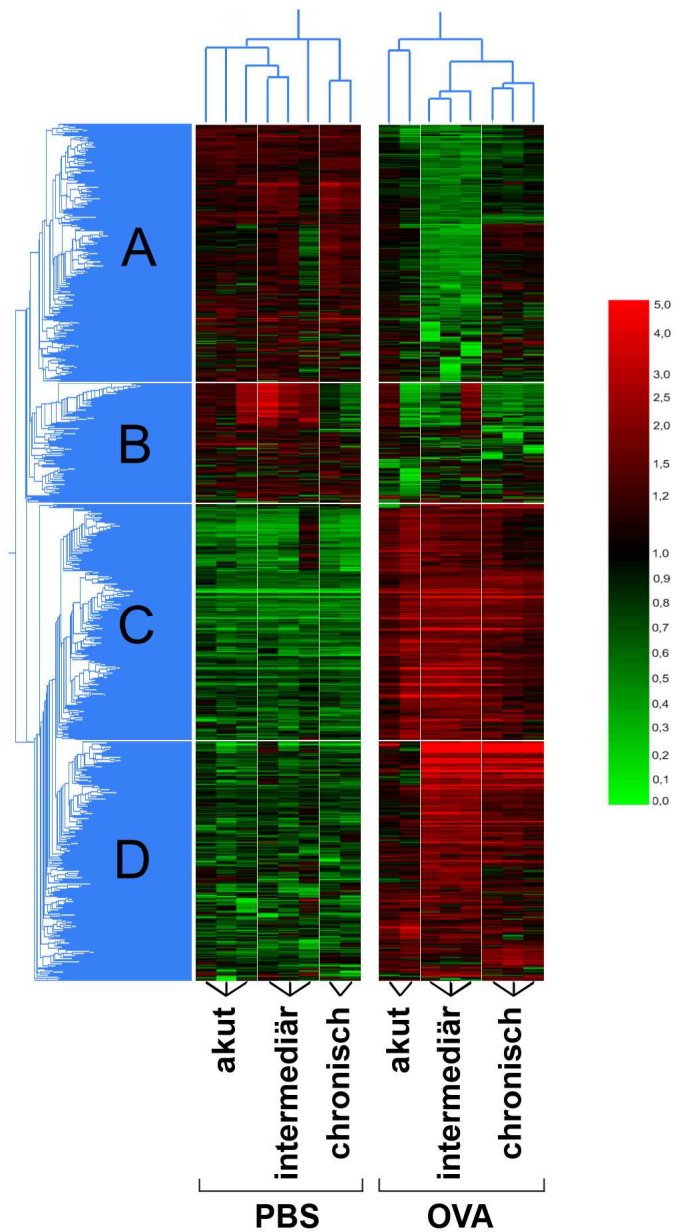 A
B
C
D
5,0
4,0
3,0
2,0
1,5
1,2
1,0
0,9
0,8
0,7
0,6
0,5
0,4
0,3
0,2
0,1
0,0
akut
intermediär
chronisch
akut
intermediär
chronisch
PBS
OVA